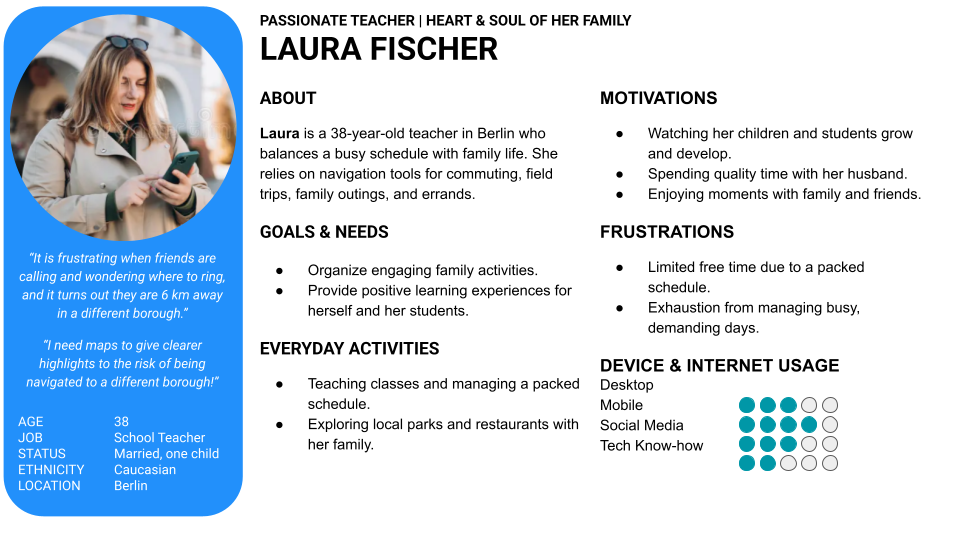 PASSIONATE TEACHER | HEART & SOUL OF HER FAMILY
LAURA FISCHER
“It is frustrating when friends are
calling and wondering where to ring,
and it turns out they are 6 km away
in a different borough.”
“I need maps to give clearer
highlights to the risk of being
navigated to a different borough!”
AGE 38
JOB School Teacher
STATUS Married, one child
ETHNICITY Caucasian
LOCATION Berlin
ABOUT
Laura is a 38-year-old teacher in Berlin who
balances a busy schedule with family life. She
relies on navigation tools for commuting, field
trips, family outings, and errands.
GOALS & NEEDS
● Organize engaging family activities.
● Provide positive learning experiences for
herself and her students.
EVERYDAY ACTIVITIES
● Teaching classes and managing a packed
schedule.
● Exploring local parks and restaurants with
her family.
MOTIVATIONS
● Watching her children and students grow
and develop.
● Spending quality time with her husband.
● Enjoying moments with family and friends.
FRUSTRATIONS
● Limited free time due to a packed
schedule.
● Exhaustion from managing busy,
demanding days.
DEVICE & INTERNET USAGE
Desktop
Mobile
Social Media
Tech Know-how